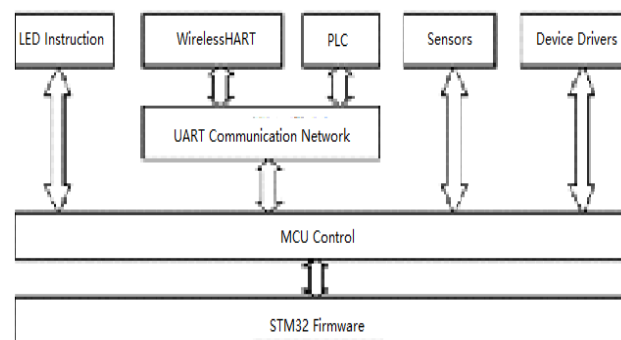 LED Instruction
WirelessHART
PLC
Sensors
Device Drivers
UART Communication Network
MCU Control
STM32 Firmware